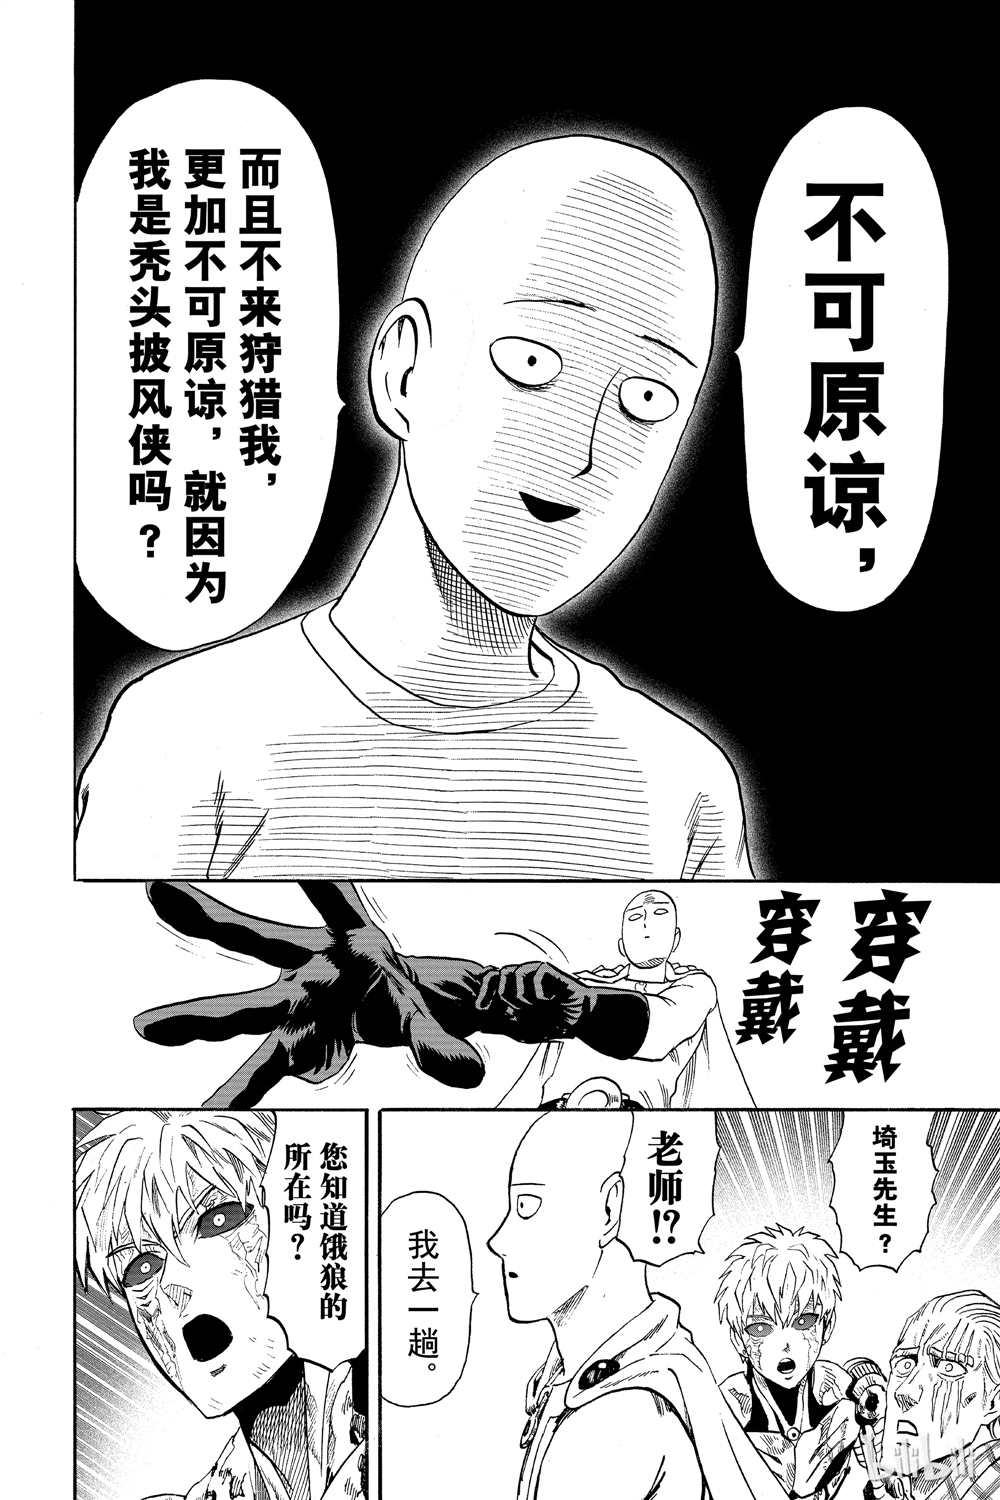 不可原谅，
而且不来狩猎我，
更加不可原谅，就因为
我是秃头披风侠吗？
穿戴
穿戴
埼玉先生？
老师!?
我去一趟。
您知道饿狼的
所在吗？
bilibili